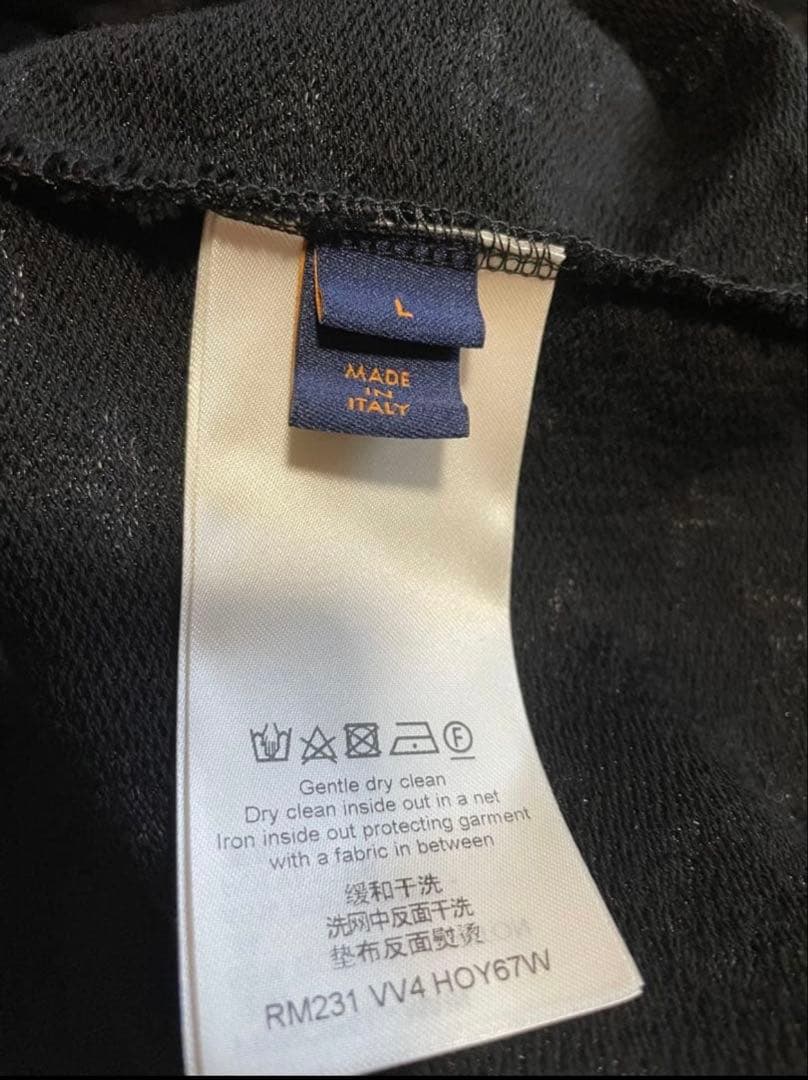 L
MADE
IN
ITALY
F
Gentle dry clean
Dry clean inside out in a net
Iron inside out protecting garment
with a fabric in between
缓和干洗
洗网中反面干洗
垫布反面熨烫
RM231 VV4 HOY67W